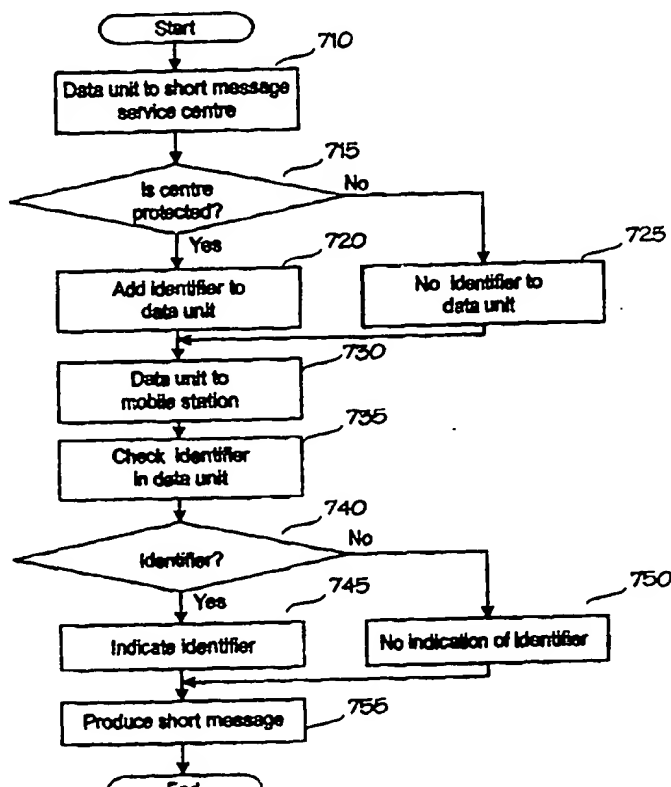 Start
710
Data unit to short message
service centre
715
Is centre
protected?
No
Yes
720
725
Add identifier to
data unit
No identifier to
data unit
730
Data unit to
mobile station
735
Check identifier
in data unit
740
Identifier?
No
Yes
745
750
Indicate identifier
No indication of identifier
755
Produce short message
End